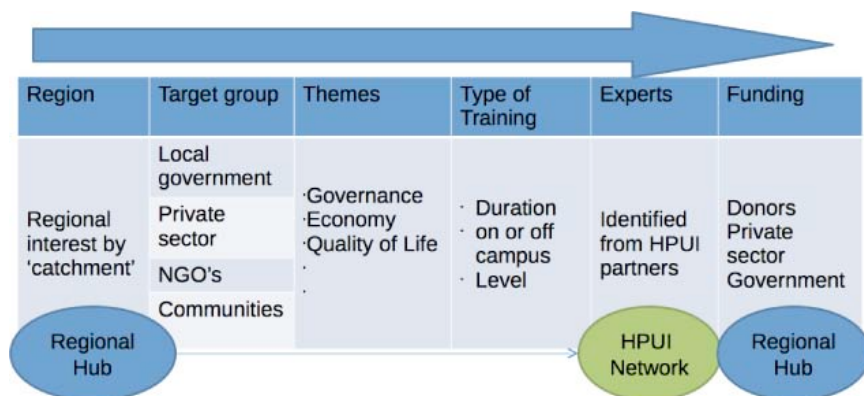 Region
Target group
Themes
Type of
Training
Experts
Funding
Regional
interest by
‘catchment’
Local
government
Private
sector
NGO’s
Communities
·Governance
·Economy
·Quality of Life
·
·
· Duration
· on or off
campus
· Level
Identified
from HPUI
partners
Donors
Private
sector
Government
Regional
Hub
HPUI
Network
Regional
Hub